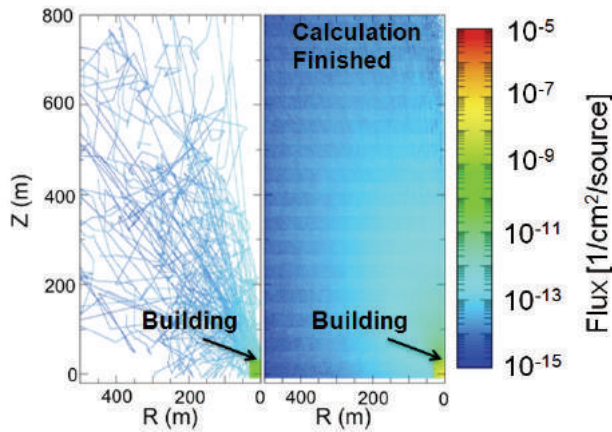 800
600
400
200
0
Z (m)
Building
400
200
0
R (m)
Calculation
Finished
Building
400
200
0
R (m)
10⁻⁵
10⁻⁷
10⁻⁹
10⁻¹¹
10⁻¹³
10⁻¹⁵
Flux [1/cm²/source]